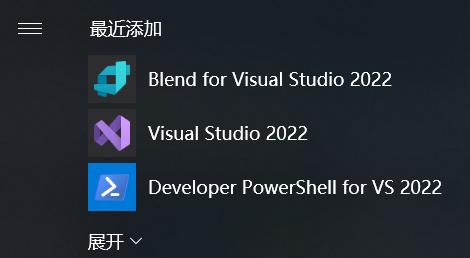 最近添加
Blend for Visual Studio 2022
Visual Studio 2022
Developer PowerShell for VS 2022
展开